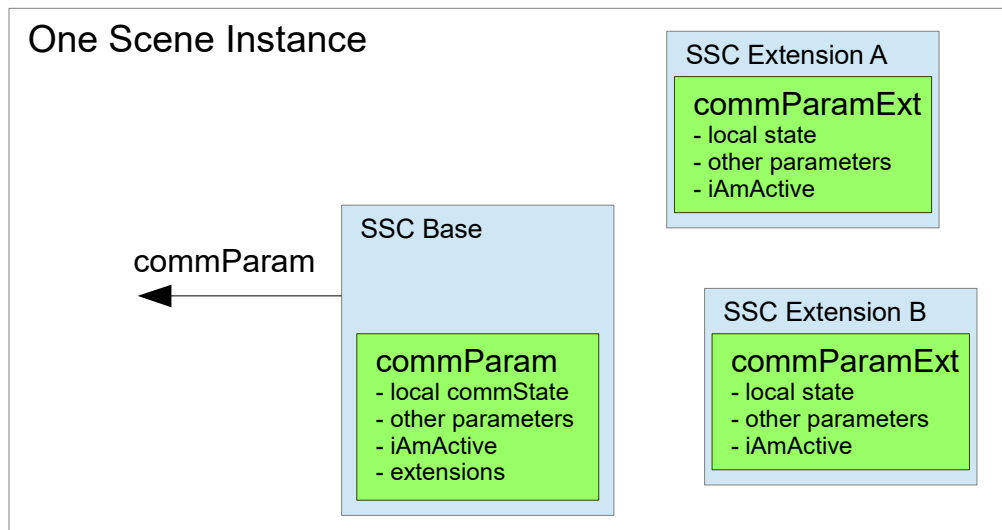 One Scene Instance
SSC Extension A
commParamExt
- local state
- other parameters
- iAmActive
SSC Base
commParam
commParam
- local commState
- other parameters
- iAmActive
- extensions
SSC Extension B
commParamExt
- local state
- other parameters
- iAmActive